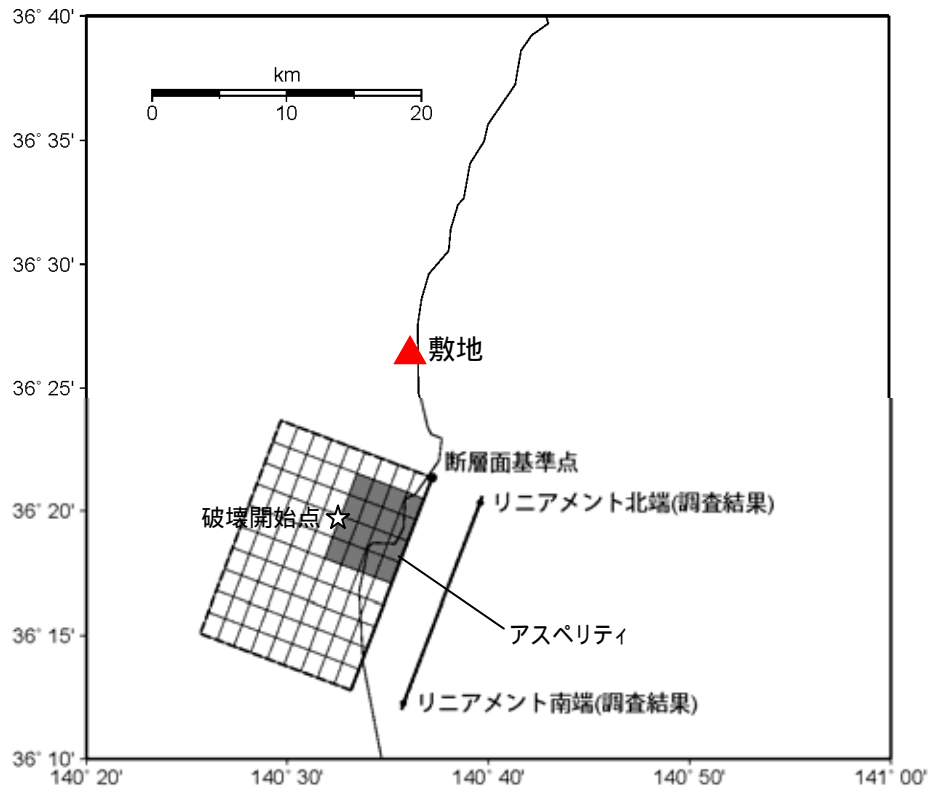 36° 40'
km
0 10 20
36° 35'
36° 30'
敷地
36° 25'
断層面基準点
リニアメント北端(調査結果)
36° 20'
破壊開始点
36° 15'
アスペリティ
リニアメント南端(調査結果)
36° 10'
140° 20' 140° 30' 140° 40' 140° 50' 141° 00'